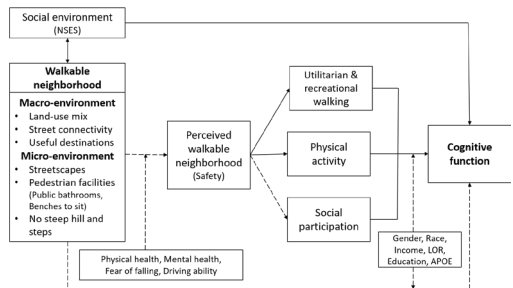 Social environment
(NSES)
Walkable
neighborhood
Macro-environment
• Land-use mix
• Street connectivity
• Useful destinations
Micro-environment
• Streetscapes
• Pedestrian facilities
(Public bathrooms,
Benches to sit)
• No steep hill and
steps
Perceived
walkable
neighborhood
(Safety)
Physical health, Mental health,
Fear of falling, Driving ability
Utilitarian &
recreational
walking
Physical
activity
Social
participation
Cognitive
function
Gender, Race,
Income, LOR,
Education, APOE